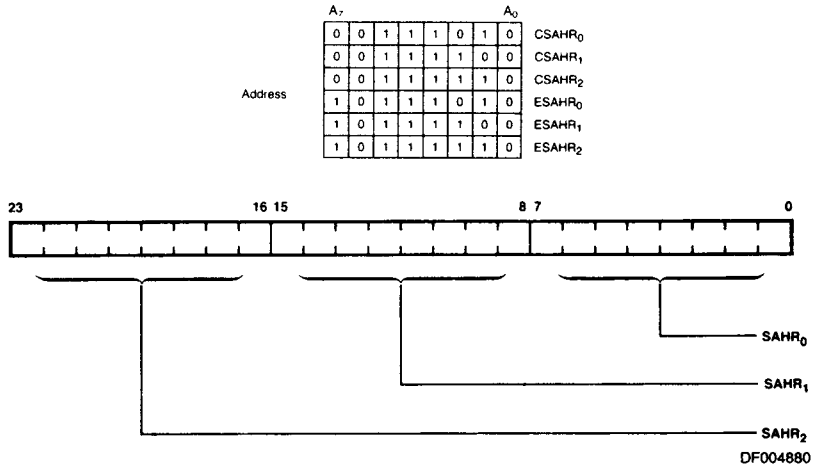 A₇ A₀
0 0 1 1 1 0 1 0 CSAHR₀
0 0 1 1 1 1 0 0 CSAHR₁
0 0 1 1 1 1 1 0 CSAHR₂
Address
1 0 1 1 1 0 1 0 ESAHR₀
1 0 1 1 1 1 0 0 ESAHR₁
1 0 1 1 1 1 1 0 ESAHR₂
23 16 15 8 7 0
SAHR₀
SAHR₁
SAHR₂
DF004880